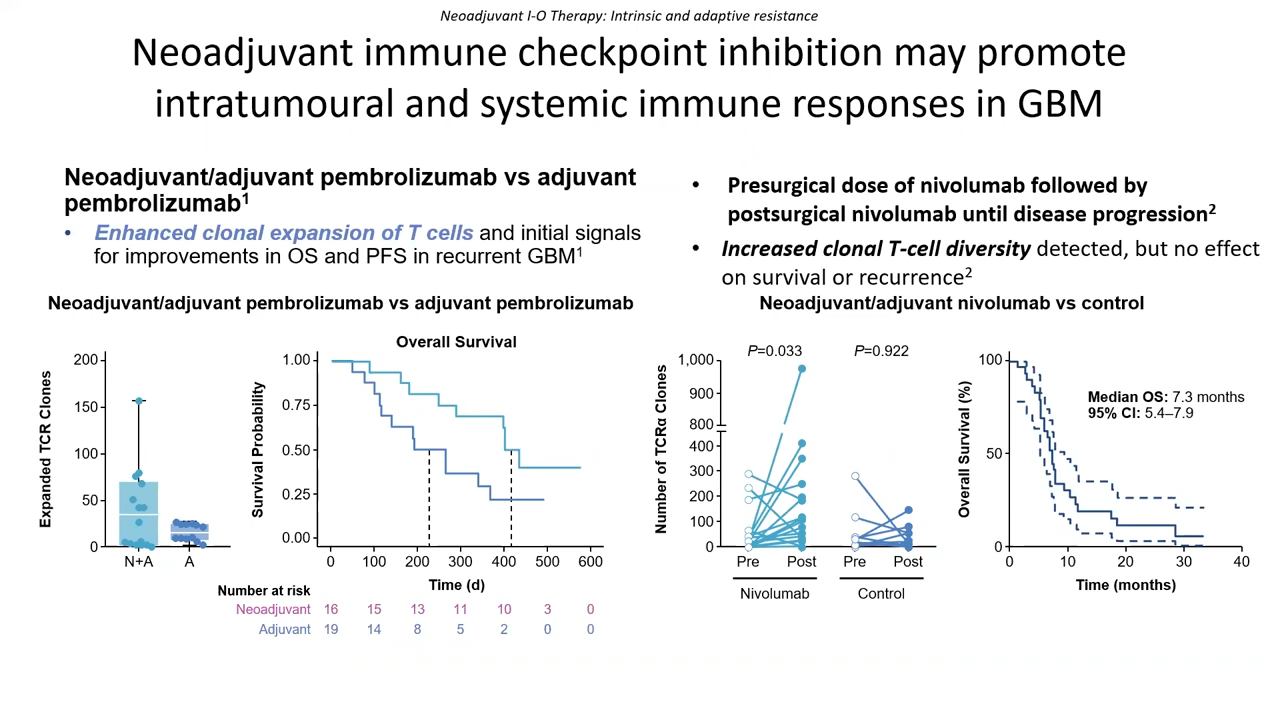 Neoadjuvant I-O Therapy: Intrinsic and adaptive resistance
Neoadjuvant immune checkpoint inhibition may promote
intratumoural and systemic immune responses in GBM
Neoadjuvant/adjuvant pembrolizumab vs adjuvant
pembrolizumab1
• Enhanced clonal expansion of T cells and initial signals
for improvements in OS and PFS in recurrent GBM1
• Presurgical dose of nivolumab followed by
postsurgical nivolumab until disease progression2
• Increased clonal T-cell diversity detected, but no effect
on survival or recurrence2
Neoadjuvant/adjuvant pembrolizumab vs adjuvant pembrolizumab
Expanded TCR Clones
200
150
100
50
0
N+A A
Overall Survival
Survival Probability
1.00
0.75
0.50
0.25
0.00
0 100 200 300 400 500 600
Time (d)
Number at risk
Neoadjuvant 16 15 13 11 10 3 0
Adjuvant 19 14 8 5 2 0 0
Neoadjuvant/adjuvant nivolumab vs control
P=0.033 P=0.922
Number of TCRα Clones
1,000
900
800
400
300
200
100
0
Pre Post Pre Post
Nivolumab Control
Overall Survival (%)
100
50
0
Median OS: 7.3 months
95% CI: 5.4–7.9
0 10 20 30 40
Time (months)